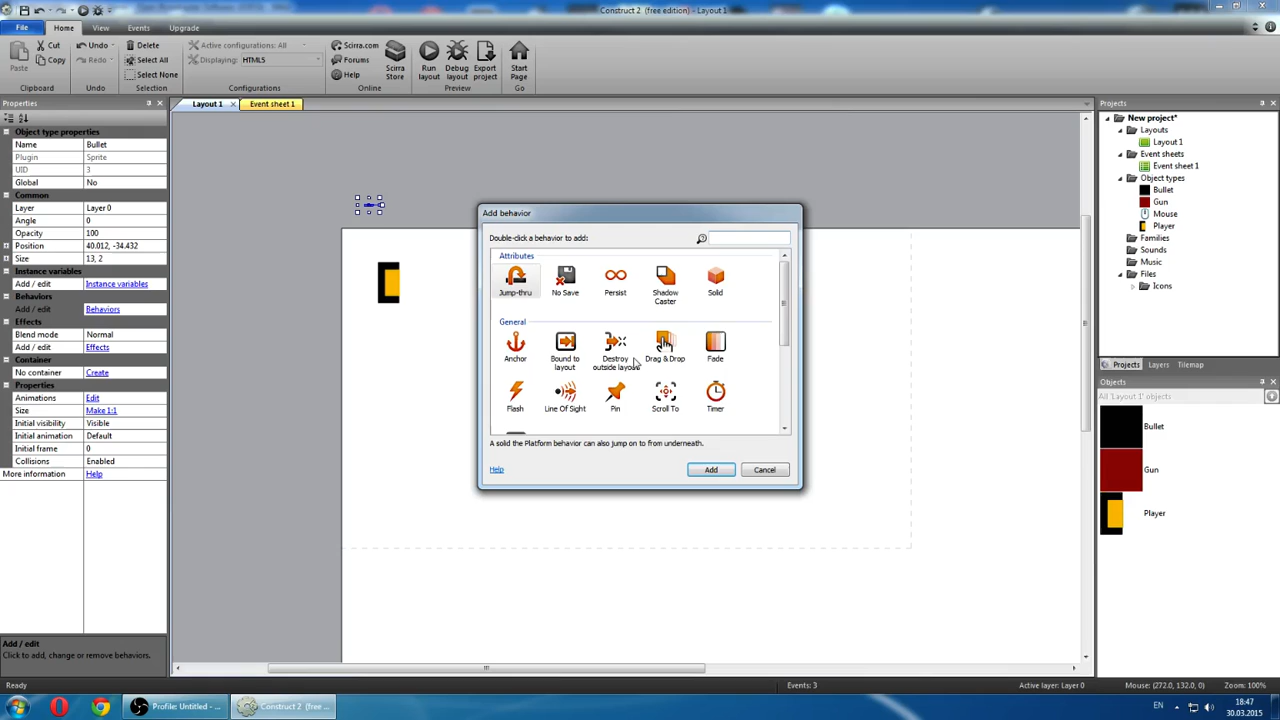 Construct 2 (free edition) - Layout 1
File
Home
View
Events
Upgrade
Paste
Cut
Copy
Clipboard
Undo
Redo
Undo
Delete
Select All
Select None
Selection
Active configurations: All
Displaying: HTML5
Configurations
Scirra.com
Forums
Help
Scirra Store
Online
Run layout
Debug layout
Export project
Preview
Start Page
Go
Properties
Object type properties
Name Bullet
Plugin Sprite
UID 3
Global No
Common
Layer Layer 0
Angle 0
Opacity 100
Position 40.012, -34.432
Size 13, 2
Instance variables
Add / edit Instance variables
Behaviors
Add / edit Behaviors
Effects
Blend mode Normal
Add / edit Effects
Container
No container Create
Properties
Animations Edit
Size Make 1:1
Initial visibility Visible
Initial animation Default
Initial frame 0
Collisions Enabled
More information Help
Add / edit
Click to add, change or remove behaviors.
Layout 1
Event sheet 1
Add behavior
Double-click a behavior to add:
Attributes
Jump-thru
No Save
Persist
Shadow Caster
Solid
General
Anchor
Bound to layout
Destroy outside layout
Drag & Drop
Fade
Flash
Line Of Sight
Pin
Scroll To
Timer
A solid the Platform behavior can also jump on to from underneath.
Help
Add
Cancel
Projects
New project*
Layouts
Layout 1
Event sheets
Event sheet 1
Object types
Bullet
Gun
Mouse
Player
Families
Sounds
Music
Files
Icons
Projects
Layers
Tilemap
Objects
All 'Layout 1' objects
Bullet
Gun
Player
Ready
Events: 3
Active layer: Layer 0
Mouse: (272.0, 132.0, 0)
Zoom: 100%
Profile: Untitled - ...
Construct 2 (free ...
EN
18:47
30.03.2015